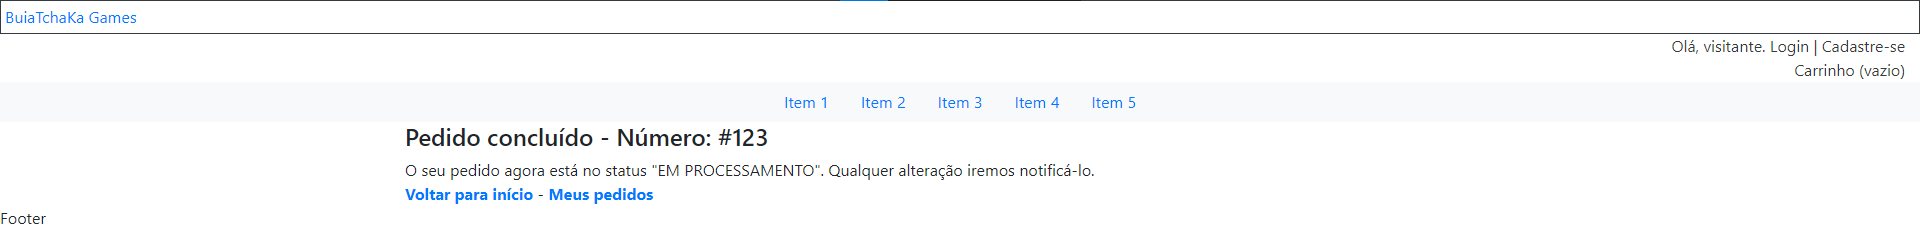 BuiaTchaKa Games
Olá, visitante. Login | Cadastre-se
Carrinho (vazio)
Item 1 Item 2 Item 3 Item 4 Item 5
Pedido concluído - Número: #123
O seu pedido agora está no status "EM PROCESSAMENTO". Qualquer alteração iremos notificá-lo.
Voltar para início - Meus pedidos
Footer